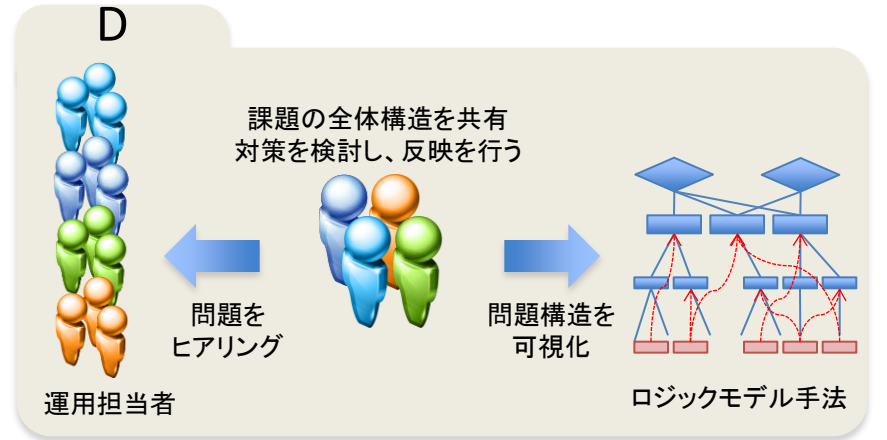 D
課題の全体構造を共有
対策を検討し、反映を行う
問題を
ヒアリング
問題構造を
可視化
運用担当者
ロジックモデル手法